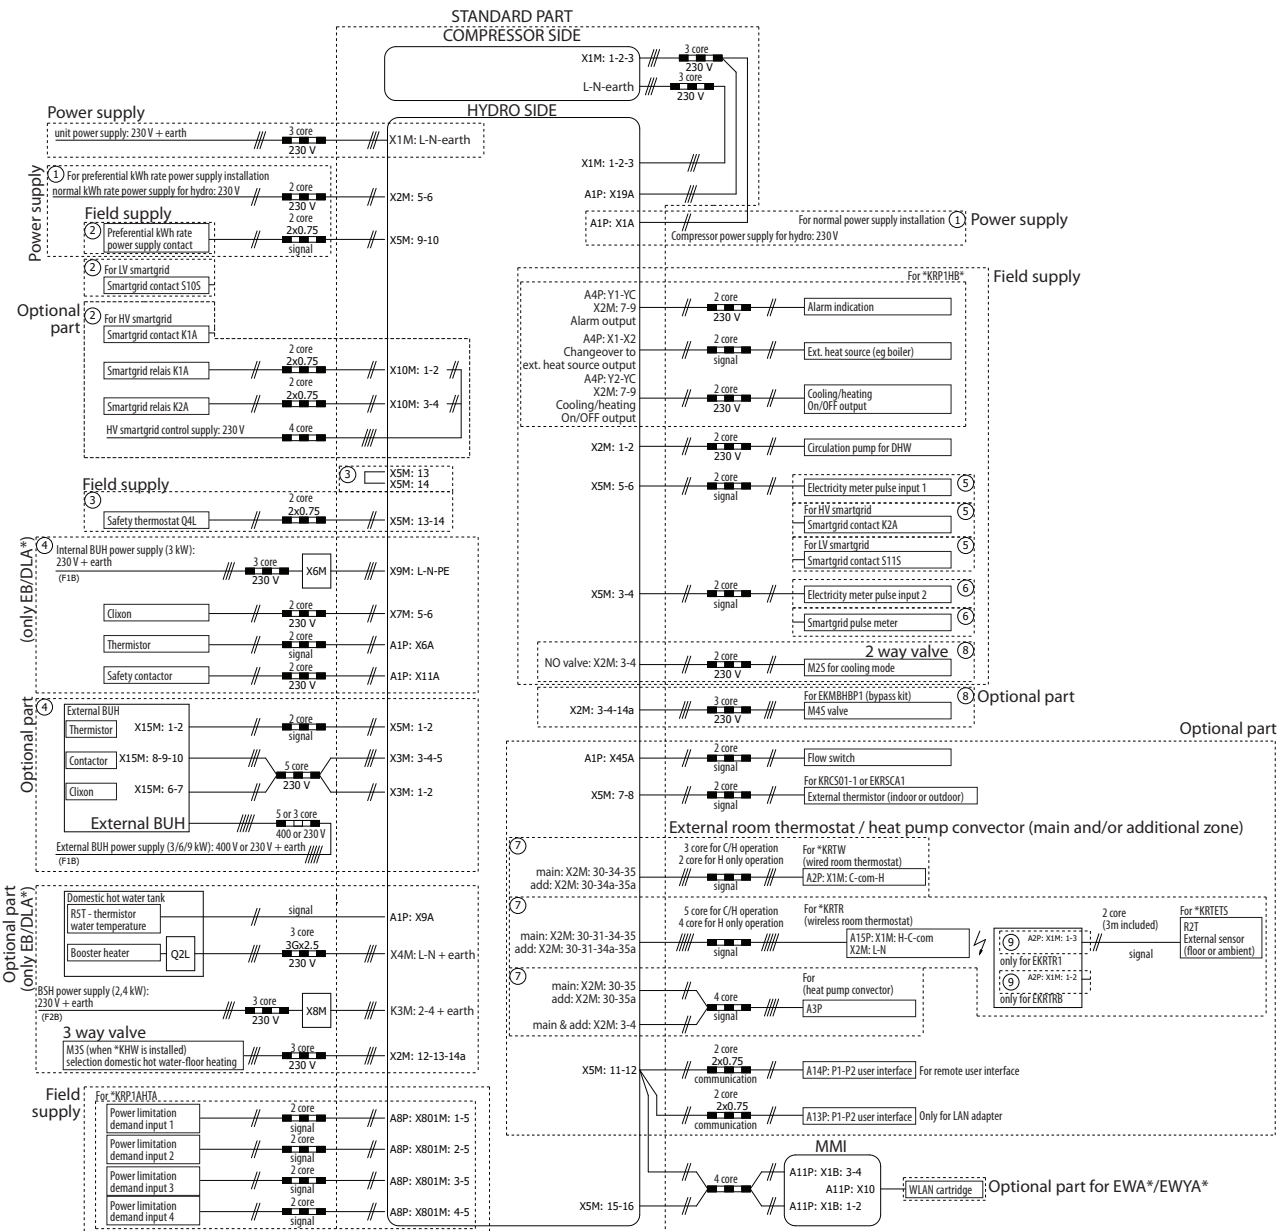 STANDARD PART
COMPRESSOR SIDE
X1M: 1-2-3
3 core
230 V
L-N-earth
3 core
230 V
HYDRO SIDE
Power supply
unit power supply: 230 V + earth
3 core
230 V
X1M: L-N-earth
X1M: 1-2-3
A1P: X19A
A1P: X1A
For normal power supply installation
1
Power supply
Compressor power supply for hydro: 230 V
Power supply
1
For preferential kWh rate power supply installation
normal kWh rate power supply for hydro: 230 V
2 core
230 V
X2M: 5-6
Field supply
2
Preferential kWh rate
power supply contact
2 core
2x0.75
signal
X5M: 9-10
2
For LV smartgrid
Smartgrid contact S10S
Optional
part
2
For HV smartgrid
Smartgrid contact K1A
Smartgrid relais K1A
2 core
2x0.75
X10M: 1-2
Smartgrid relais K2A
2 core
2x0.75
X10M: 3-4
HV smartgrid control supply: 230 V
4 core
3
X5M: 13
X5M: 14
Field supply
3
Safety thermostat Q4L
2 core
2x0.75
X5M: 13-14
(only EB/DLA*)
4
Internal BUH power supply (3 kW):
230 V + earth
(F1B)
3 core
230 V
X6M
X9M: L-N-PE
Clixon
2 core
230 V
X7M: 5-6
Thermistor
2 core
signal
A1P: X6A
Safety contactor
2 core
230 V
A1P: X11A
Optional part
4
External BUH
Thermistor
X15M: 1-2
2 core
signal
X5M: 1-2
Contactor
X15M: 8-9-10
5 core
230 V
X3M: 3-4-5
Clixon
X15M: 6-7
X3M: 1-2
External BUH
5 or 3 core
400 or 230 V
External BUH power supply (3/6/9 kW): 400 V or 230 V + earth
(F1B)
Optional part
(only EB/DLA*)
Domestic hot water tank
R5T - thermistor
water temperature
signal
A1P: X9A
Booster heater
Q2L
3 core
3Gx2.5
230 V
X4M: L-N + earth
BSH power supply (2,4 kW):
230 V + earth
(F2B)
3 core
230 V
X8M
K3M: 2-4 + earth
3 way valve
M3S (when *KHW is installed)
selection domestic hot water-floor heating
3 core
230 V
X2M: 12-13-14a
Field
supply
For *KRP1AHTA
Power limitation
demand input 1
2 core
signal
A8P: X801M: 1-5
Power limitation
demand input 2
2 core
signal
A8P: X801M: 2-5
Power limitation
demand input 3
2 core
signal
A8P: X801M: 3-5
Power limitation
demand input 4
2 core
signal
A8P: X801M: 4-5
For *KRP1HB*
Field supply
A4P: Y1-YC
X2M: 7-9
Alarm output
2 core
230 V
Alarm indication
A4P: X1-X2
Changeover to
ext. heat source output
2 core
signal
Ext. heat source (eg boiler)
A4P: Y2-YC
X2M: 7-9
Cooling/heating
On/OFF output
2 core
230 V
Cooling/heating
On/OFF output
X2M: 1-2
2 core
230 V
Circulation pump for DHW
X5M: 5-6
2 core
signal
Electricity meter pulse input 1
5
For HV smartgrid
5
Smartgrid contact K2A
For LV smartgrid
5
Smartgrid contact S11S
X5M: 3-4
2 core
signal
Electricity meter pulse input 2
6
Smartgrid pulse meter
6
2 way valve
8
NO valve: X2M: 3-4
2 core
230 V
M2S for cooling mode
For EKMBHBP1 (bypass kit)
8
Optional part
X2M: 3-4-14a
3 core
230 V
M4S valve
Optional part
A1P: X45A
2 core
signal
Flow switch
For KRCS01-1 or EKRSCA1
X5M: 7-8
2 core
signal
External thermistor (indoor or outdoor)
External room thermostat / heat pump convector (main and/or additional zone)
7
3 core for C/H operation
2 core for H only operation
For *KRTW
(wired room thermostat)
main: X2M: 30-34-35
add: X2M: 30-34a-35a
signal
A2P: X1M: C-com-H
7
5 core for C/H operation
4 core for H only operation
For *KRTR
(wireless room thermostat)
main: X2M: 30-31-34-35
add: X2M: 30-31-34a-35a
signal
A15P: X1M: H-C-com
X2M: L-N
9
A2P: X1M: 1-3
only for EKRTR1
9
A2P: X1M: 1-2
only for EKRTRB
2 core
(3m included)
signal
For *KRTETS
R2T
External sensor
(floor or ambient)
7
main: X2M: 30-35
add: X2M: 30-35a
main & add: X2M: 3-4
4 core
signal
For
(heat pump convector)
A3P
X5M: 11-12
2 core
2x0.75
communication
A14P: P1-P2 user interface
For remote user interface
2 core
2x0.75
communication
A13P: P1-P2 user interface
Only for LAN adapter
MMI
4 core
A11P: X1B: 3-4
A11P: X10
A11P: X1B: 1-2
WLAN cartridge
Optional part for EWA*/EWYA*
X5M: 15-16